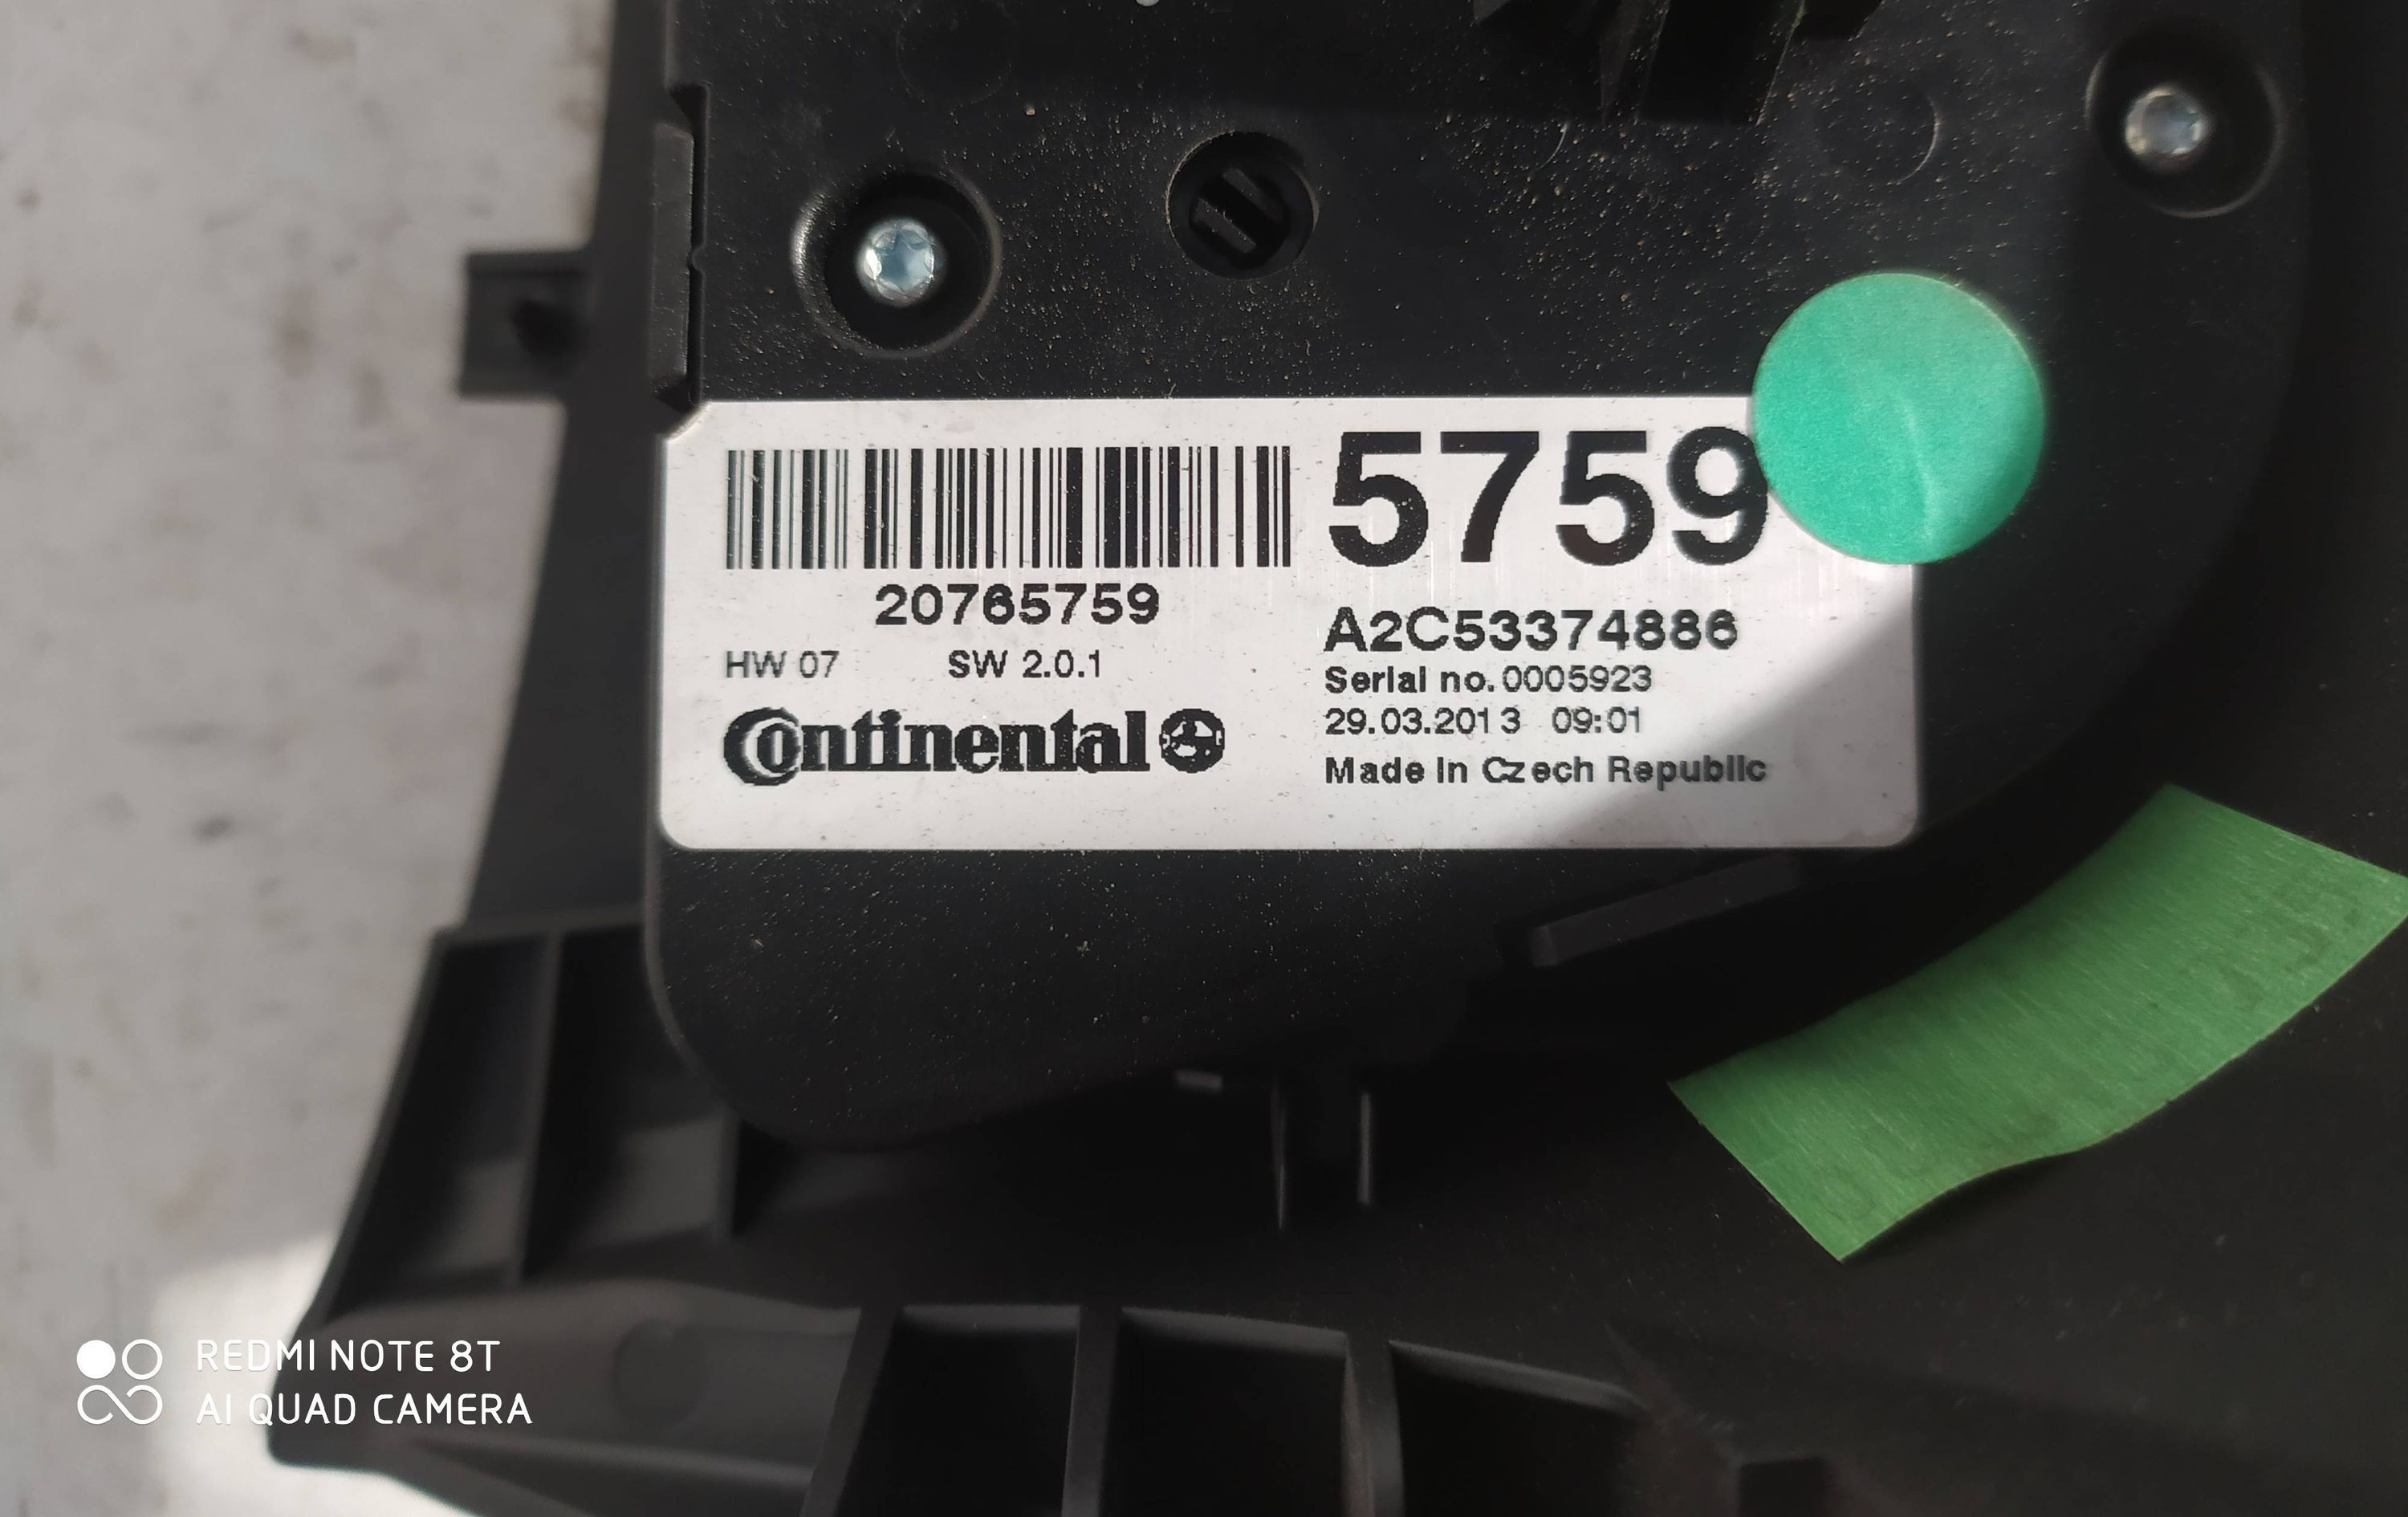 5759
20765759
HW 07 SW 2.0.1
Continental
A2C53374886
Serial no. 0005923
29.03.2013 09:01
Made in Czech Republic
REDMI NOTE 8T
AI QUAD CAMERA